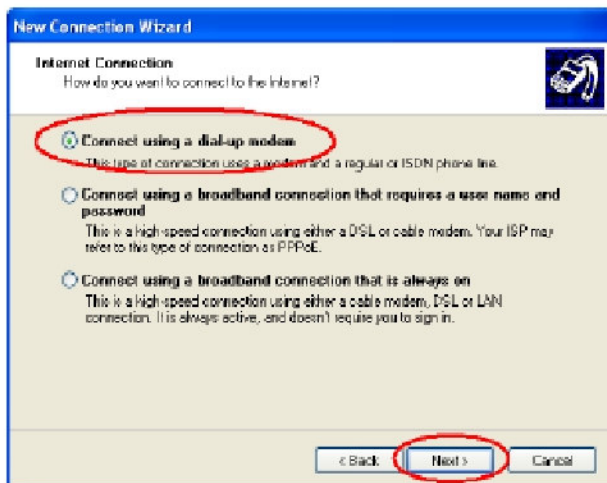 New Connection Wizard
Internet Connection
How do you want to connect to the Internet?
Connect using a dial-up modem
This type of connection uses a modem and a regular or ISDN phone line.
Connect using a broadband connection that requires a user name and
password
This is a high-speed connection using either a DSL or cable modem. Your ISP may
refer to this type of connection as PPPoE.
Connect using a broadband connection that is always on
This is a high-speed connection using either a cable modem, DSL or LAN
connection. It is always active, and doesn't require you to sign in.
< Back
Next >
Cancel